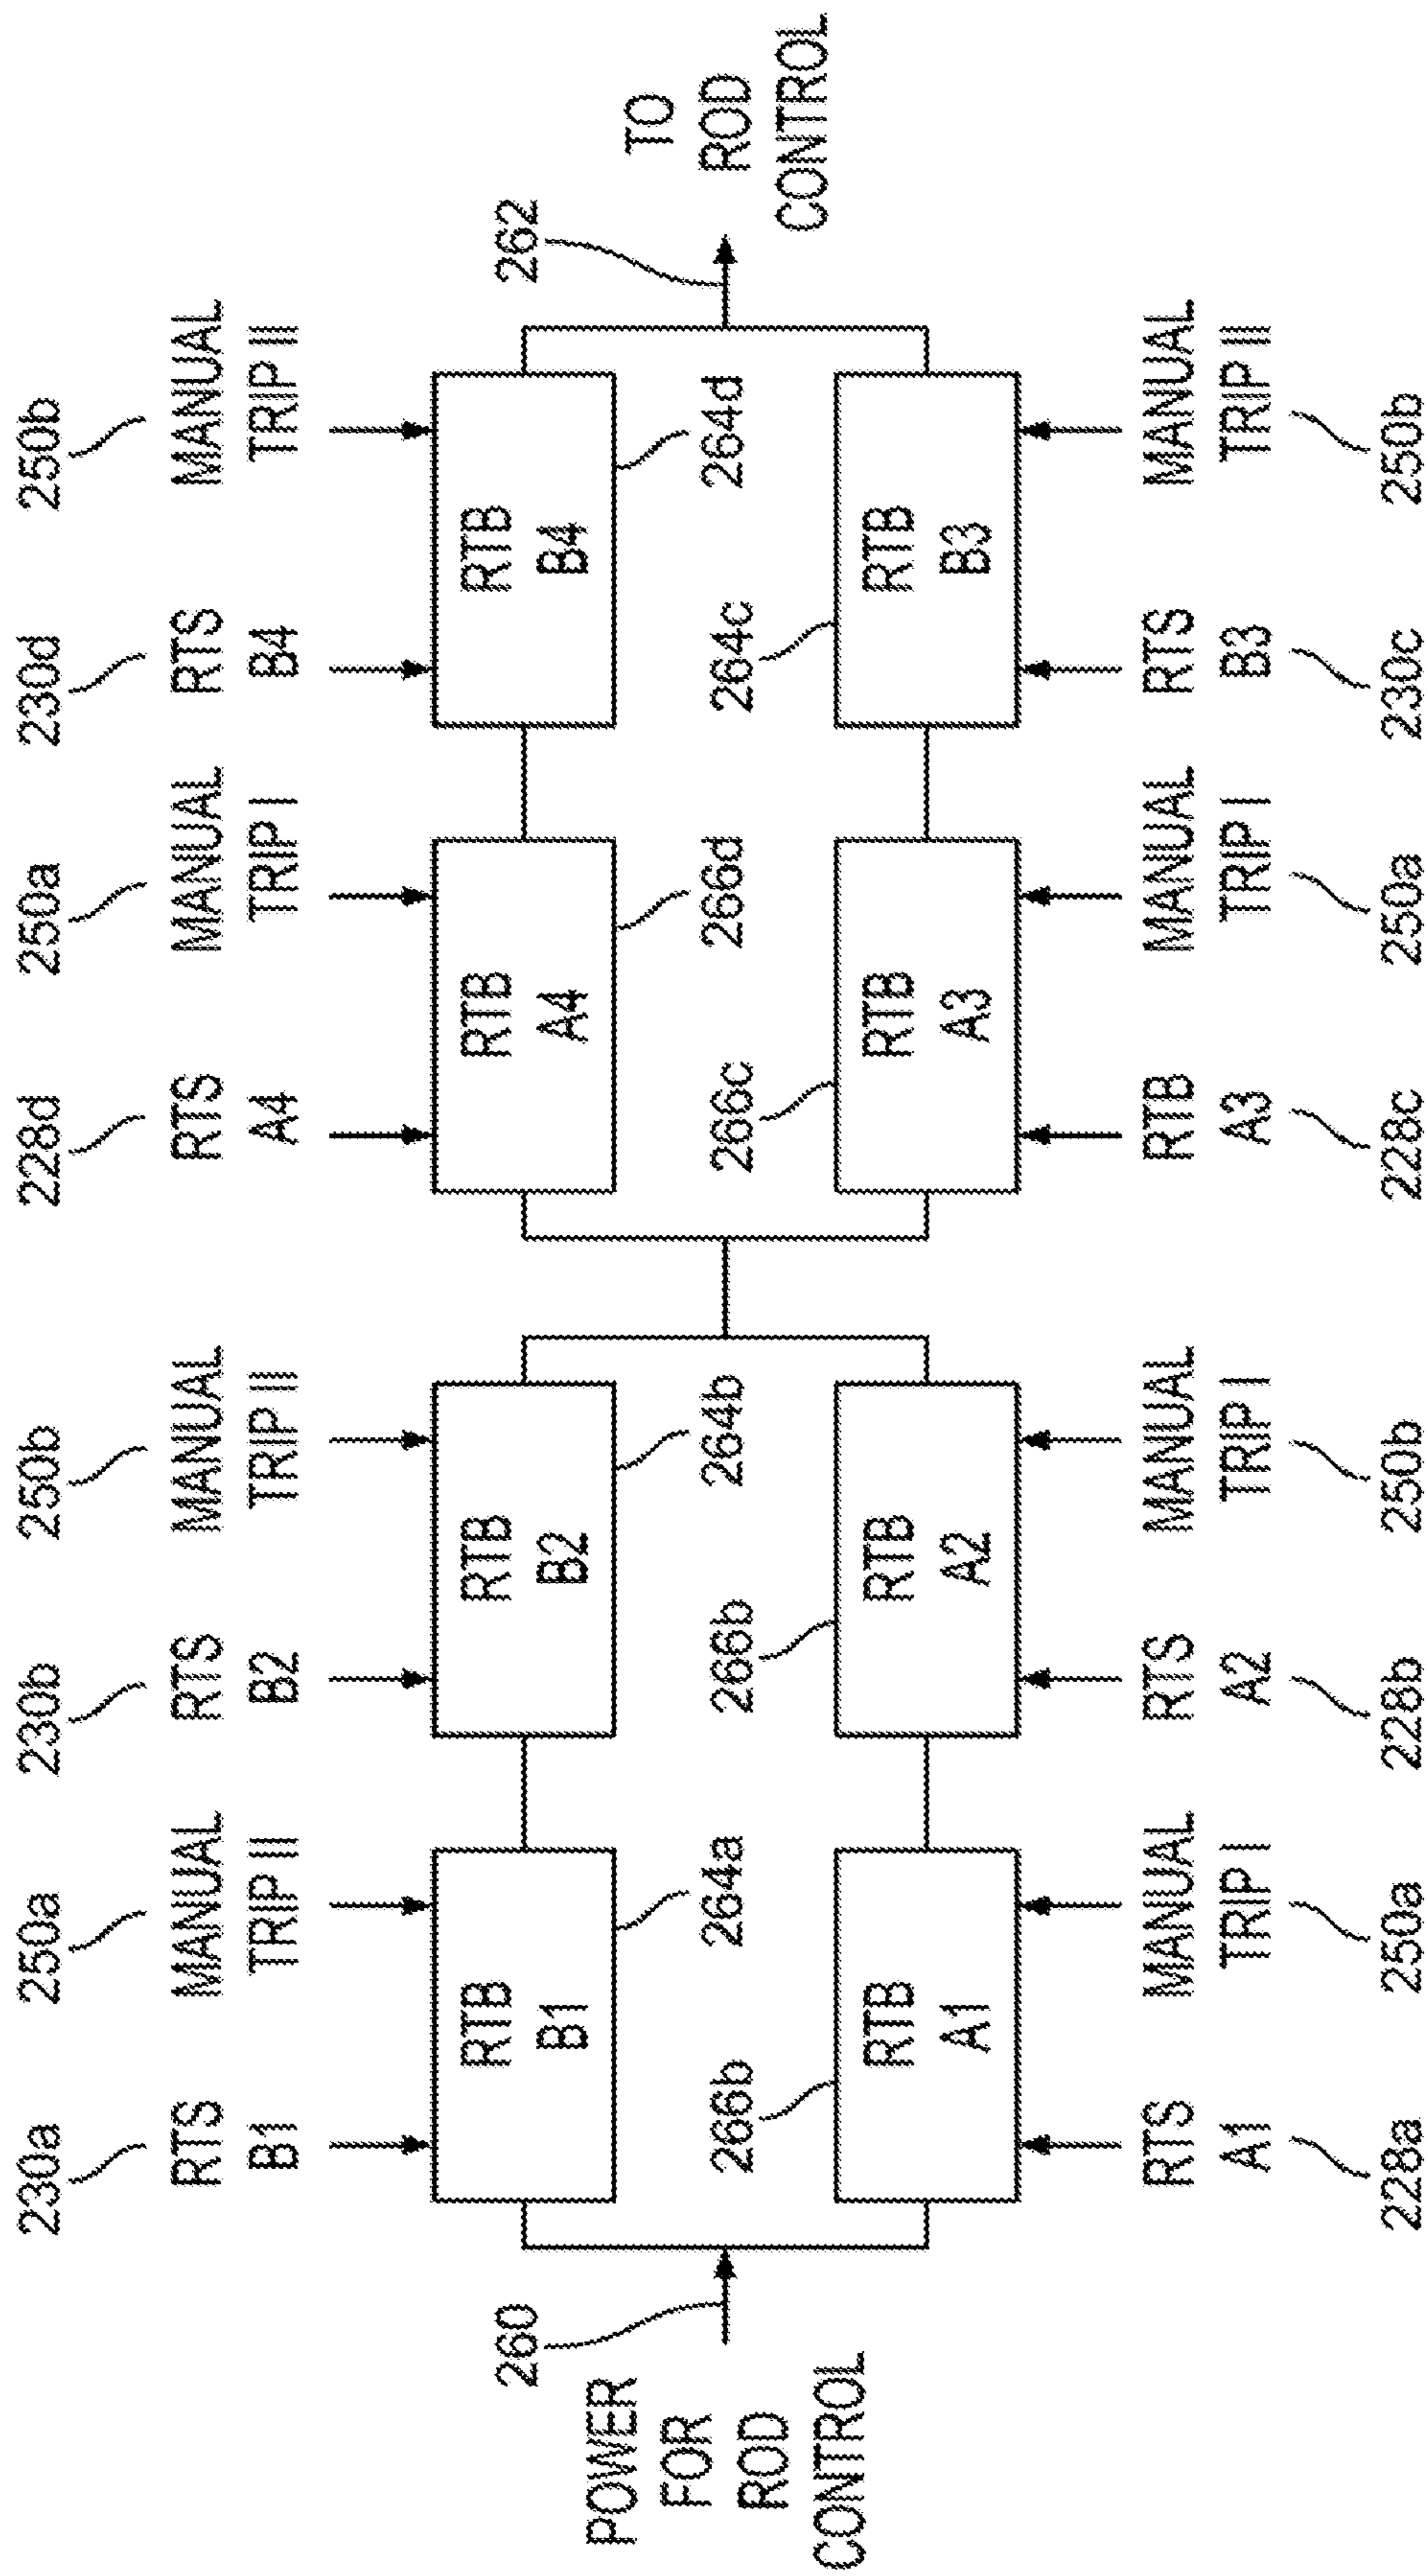 230a
250a
230b
250b
228d
250a
230d
250b
RTS
B1
MANUAL
TRIP II
RTS
B2
MANUAL
TRIP II
RTS
A4
MANUAL
TRIP I
RTS
B4
MANUAL
TRIP II
RTB
B1
RTB
B2
RTB
A4
RTB
B4
260
262
POWER
FOR
ROD
CONTROL
TO
ROD
CONTROL
264a
264b
266d
264d
266b
266b
266c
264c
RTB
A1
RTB
A2
RTB
A3
RTB
B3
RTS
A1
MANUAL
TRIP I
RTS
A2
MANUAL
TRIP I
RTB
A3
MANUAL
TRIP I
RTS
B3
MANUAL
TRIP II
228a
250a
228b
250b
228c
250a
230c
250b